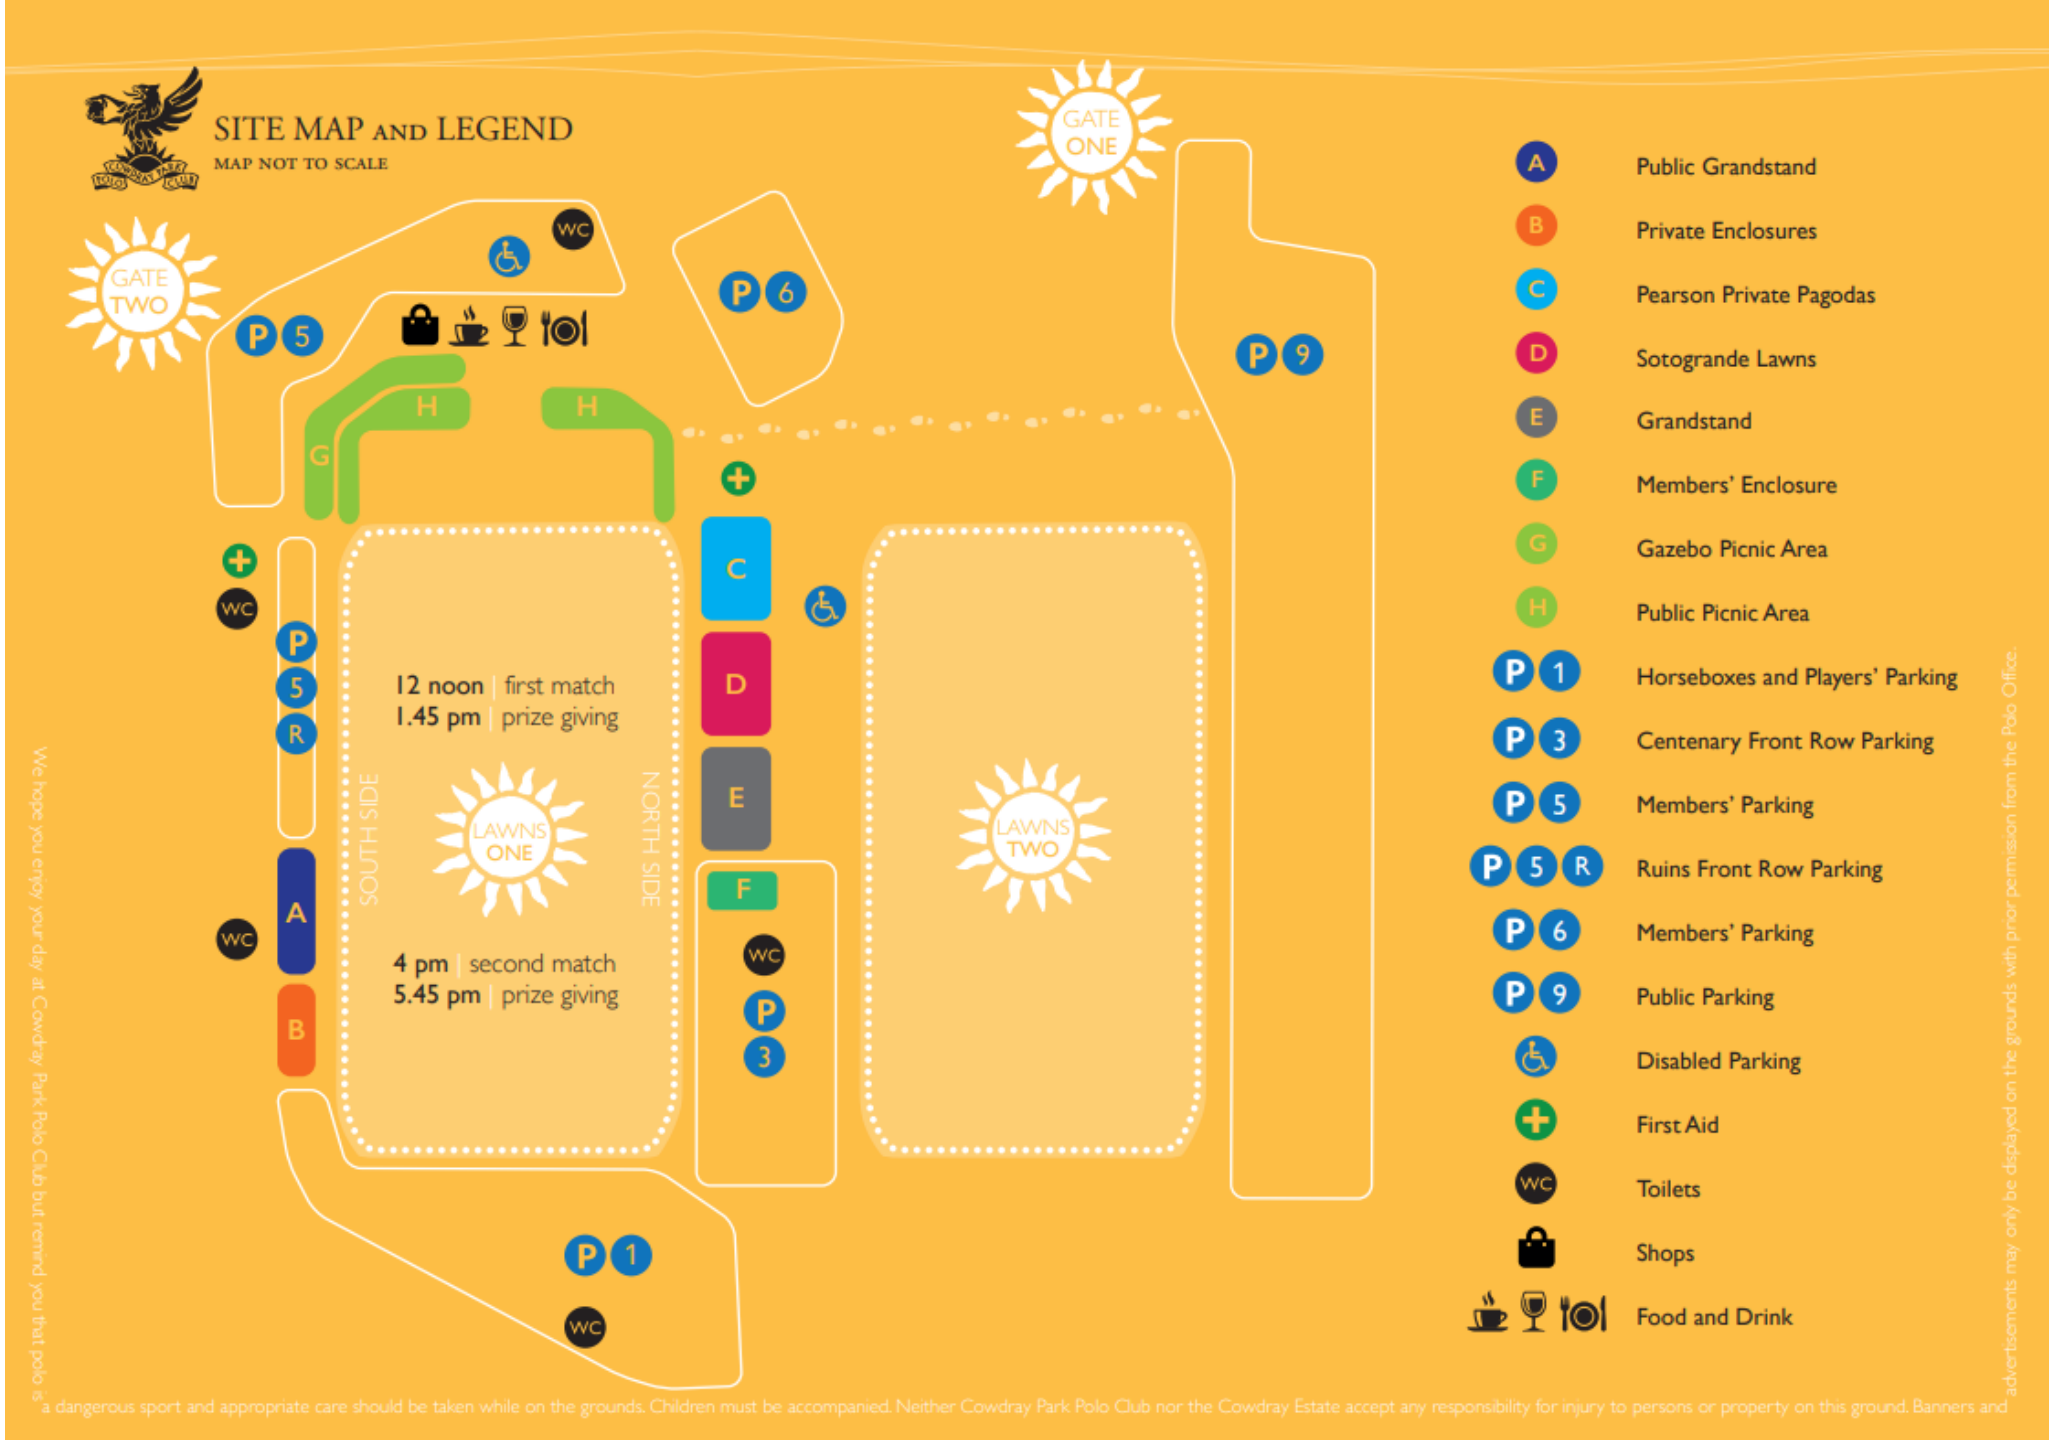 COWDRAY PARK
POLO CLUB
SITE MAP AND LEGEND
MAP NOT TO SCALE
GATE
ONE
GATE
TWO
WC
P 5
P 6
P 9
H
H
G
WC
P
5
R
A
WC
B
C
D
E
F
WC
P
3
12 noon | first match
1.45 pm | prize giving
SOUTH SIDE
NORTH SIDE
LAWNS
ONE
4 pm | second match
5.45 pm | prize giving
LAWNS
TWO
P 1
WC
A Public Grandstand
B Private Enclosures
C Pearson Private Pagodas
D Sotogrande Lawns
E Grandstand
F Members' Enclosure
G Gazebo Picnic Area
H Public Picnic Area
P 1 Horseboxes and Players' Parking
P 3 Centenary Front Row Parking
P 5 Members' Parking
P 5 R Ruins Front Row Parking
P 6 Members' Parking
P 9 Public Parking
Disabled Parking
First Aid
WC Toilets
Shops
Food and Drink
We hope you enjoy your day at Cowdray Park Polo Club but remind you that polo is
a dangerous sport and appropriate care should be taken while on the grounds. Children must be accompanied. Neither Cowdray Park Polo Club nor the Cowdray Estate accept any responsibility for injury to persons or property on this ground. Banners and
advertisements may only be displayed on the grounds with prior permission from the Polo Office.